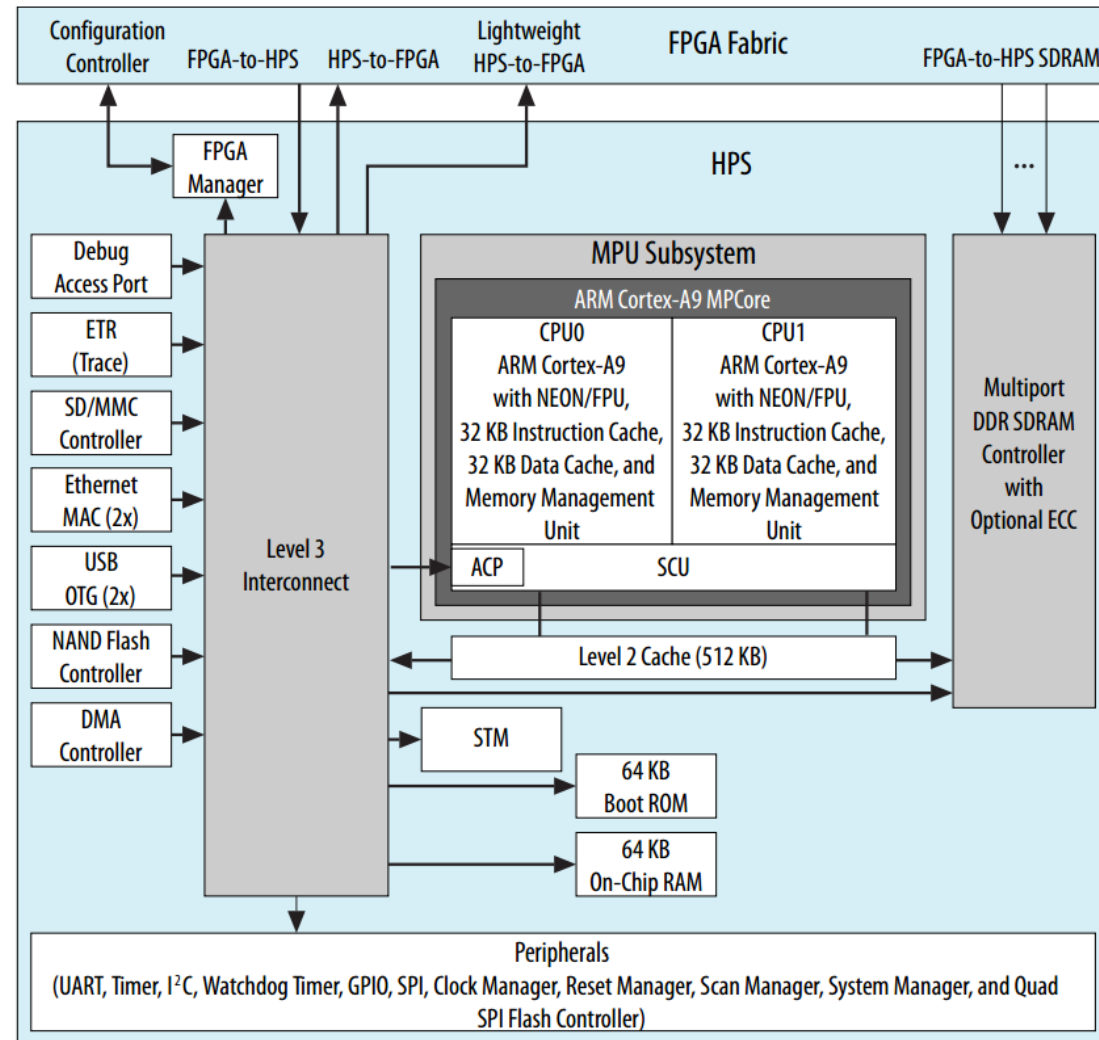 Configuration
Controller
FPGA-to-HPS
HPS-to-FPGA
Lightweight
HPS-to-FPGA
FPGA Fabric
FPGA-to-HPS SDRAM
FPGA
Manager
HPS
...
Debug
Access Port
ETR
(Trace)
SD/MMC
Controller
Ethernet
MAC (2x)
USB
OTG (2x)
NAND Flash
Controller
DMA
Controller
Level 3
Interconnect
MPU Subsystem
ARM Cortex-A9 MPCore
CPU0
ARM Cortex-A9
with NEON/FPU,
32 KB Instruction Cache,
32 KB Data Cache, and
Memory Management
Unit
CPU1
ARM Cortex-A9
with NEON/FPU,
32 KB Instruction Cache,
32 KB Data Cache, and
Memory Management
Unit
ACP
SCU
Level 2 Cache (512 KB)
Multiport
DDR SDRAM
Controller
with
Optional ECC
STM
64 KB
Boot ROM
64 KB
On-Chip RAM
Peripherals
(UART, Timer, I²C, Watchdog Timer, GPIO, SPI, Clock Manager, Reset Manager, Scan Manager, System Manager, and Quad
SPI Flash Controller)